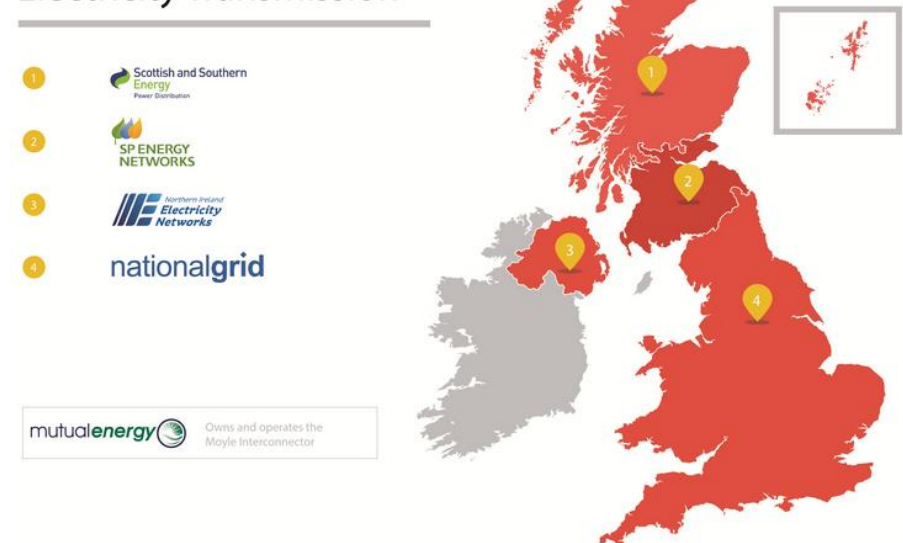 Electricity Transmission
1
Scottish and Southern
Energy
Power Distribution
2
SP ENERGY
NETWORKS
3
Northern Ireland
Electricity
Networks
4
nationalgrid
mutualenergy
Owns and operates the
Moyle Interconnector
1
2
3
4